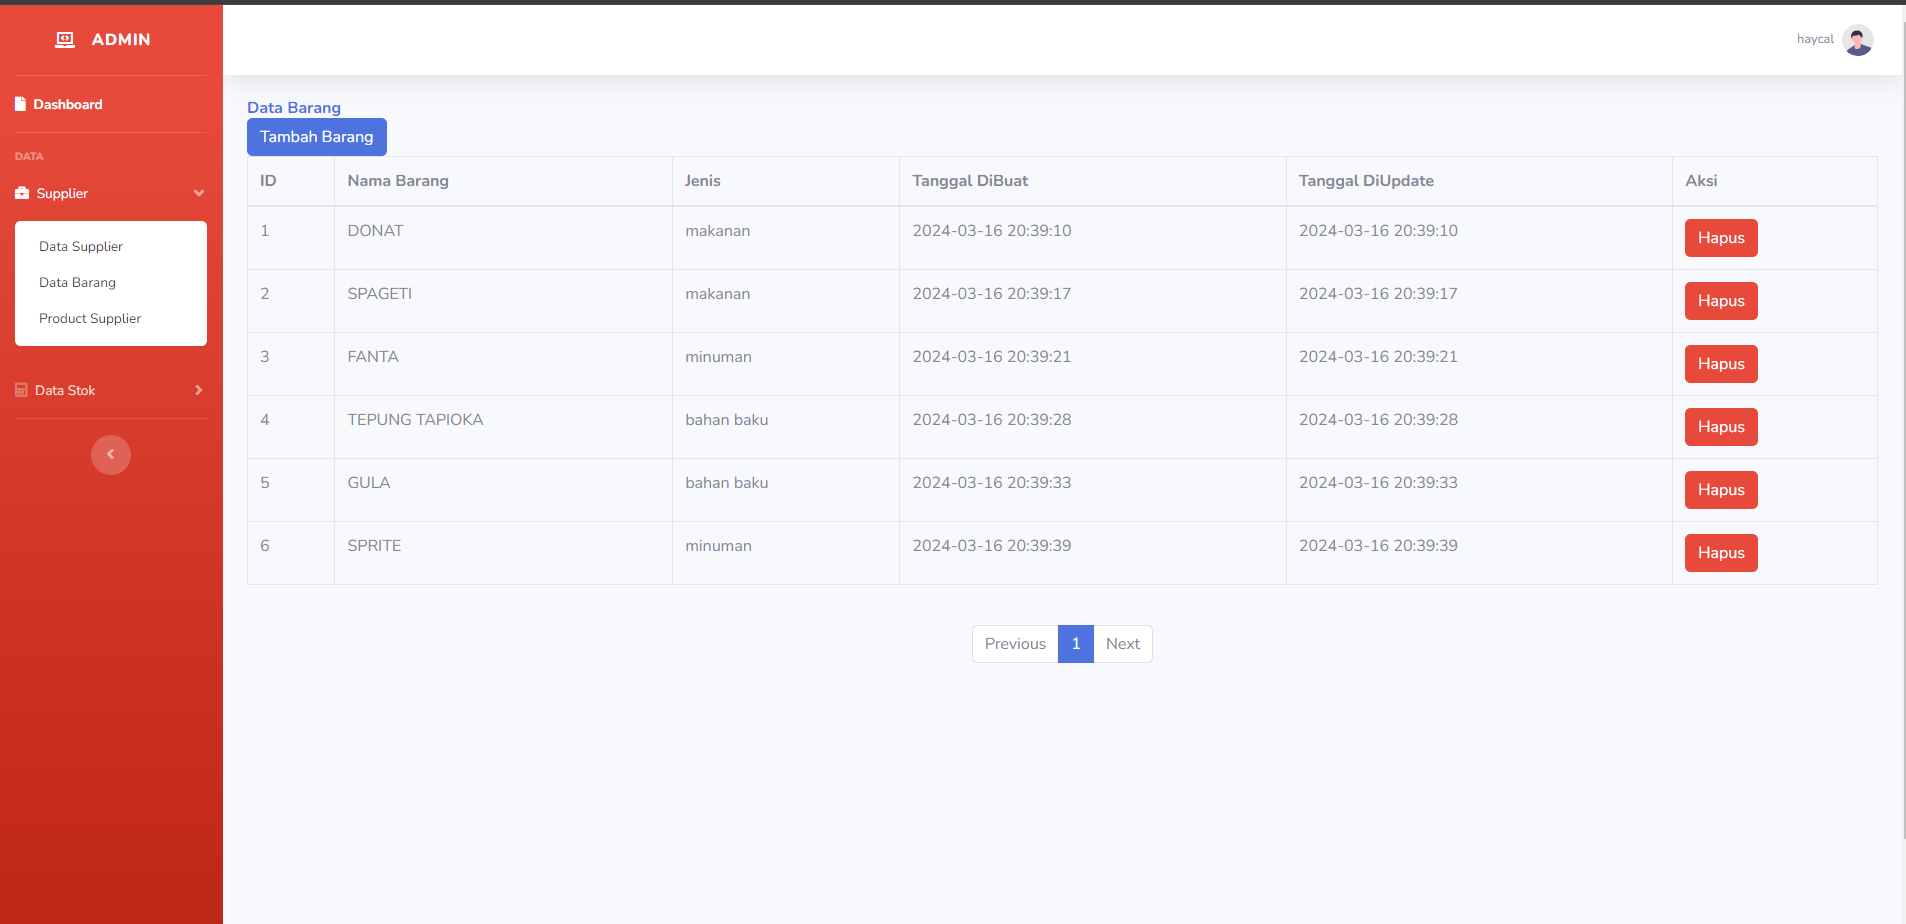 ADMIN
haycal
Dashboard
DATA
Supplier
Data Supplier
Data Barang
Product Supplier
Data Stok
Data Barang
Tambah Barang
ID Nama Barang Jenis Tanggal DiBuat Tanggal DiUpdate Aksi
1 DONAT makanan 2024-03-16 20:39:10 2024-03-16 20:39:10 Hapus
2 SPAGETI makanan 2024-03-16 20:39:17 2024-03-16 20:39:17 Hapus
3 FANTA minuman 2024-03-16 20:39:21 2024-03-16 20:39:21 Hapus
4 TEPUNG TAPIOKA bahan baku 2024-03-16 20:39:28 2024-03-16 20:39:28 Hapus
5 GULA bahan baku 2024-03-16 20:39:33 2024-03-16 20:39:33 Hapus
6 SPRITE minuman 2024-03-16 20:39:39 2024-03-16 20:39:39 Hapus
Previous 1 Next